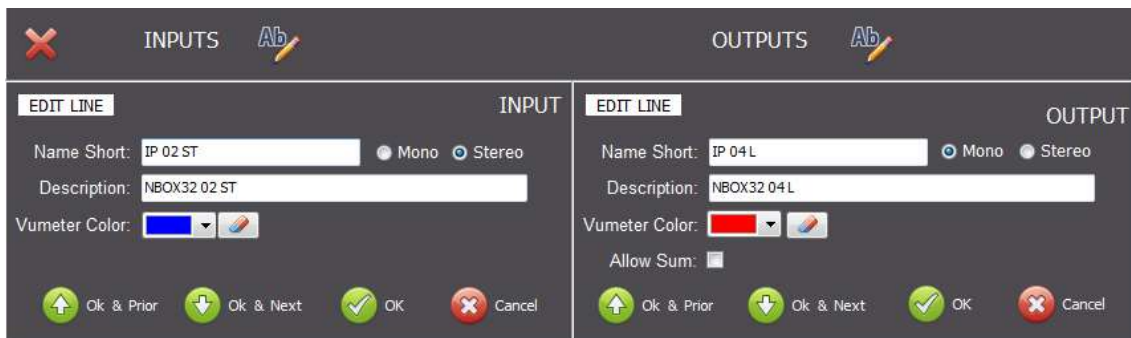 INPUTS Ab
OUTPUTS Ab
EDIT LINE
INPUT
Name Short: IP 02 ST Mono Stereo
Description: NBOX32 02 ST
Vumeter Color:
Ok & Prior Ok & Next OK Cancel
EDIT LINE
OUTPUT
Name Short: IP 04 L Mono Stereo
Description: NBOX32 04 L
Vumeter Color:
Allow Sum:
Ok & Prior Ok & Next OK Cancel